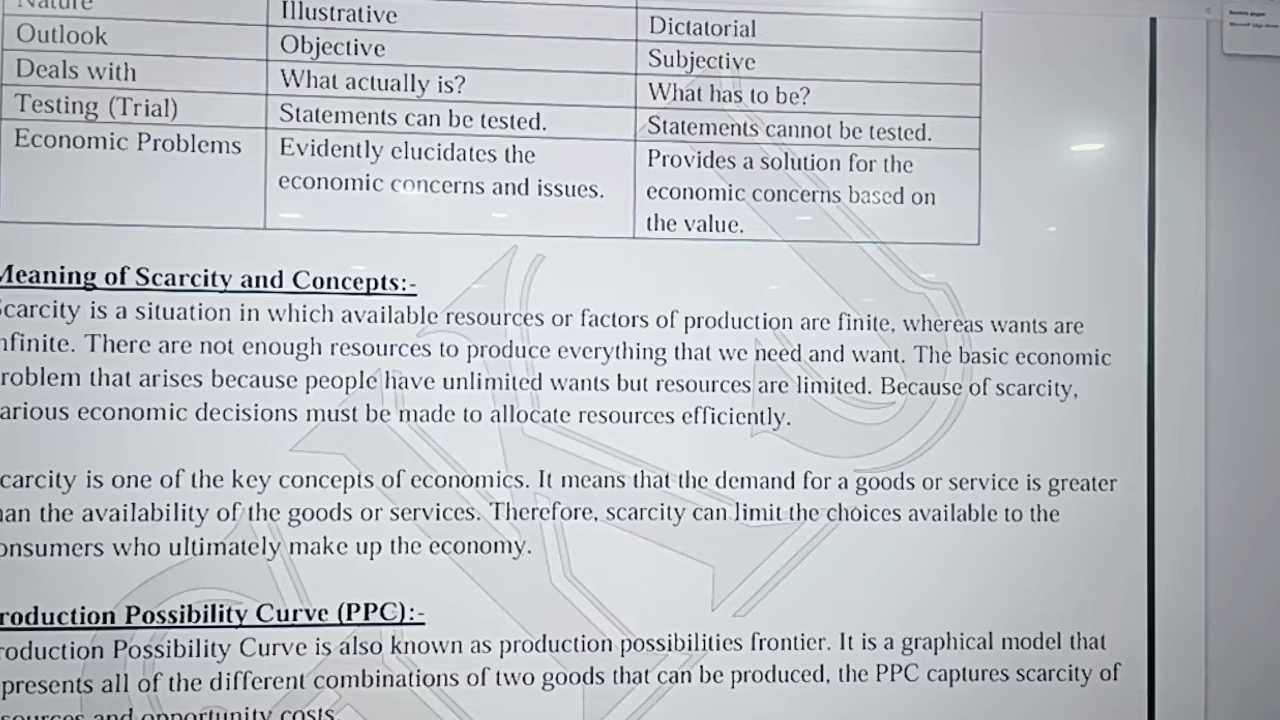 Nature Illustrative Dictatorial
Outlook Objective Subjective
Deals with What actually is? What has to be?
Testing (Trial) Statements can be tested. Statements cannot be tested.
Economic Problems Evidently elucidates the economic concerns and issues. Provides a solution for the economic concerns based on the value.
Meaning of Scarcity and Concepts:-
carcity is a situation in which available resources or factors of production are finite, whereas wants are
nfinite. There are not enough resources to produce everything that we need and want. The basic economic
roblem that arises because people have unlimited wants but resources are limited. Because of scarcity,
arious economic decisions must be made to allocate resources efficiently.
carcity is one of the key concepts of economics. It means that the demand for a goods or service is greater
han the availability of the goods or services. Therefore, scarcity can limit the choices available to the
onsumers who ultimately make up the economy.
roduction Possibility Curve (PPC):-
roduction Possibility Curve is also known as production possibilities frontier. It is a graphical model that
presents all of the different combinations of two goods that can be produced, the PPC captures scarcity of
sources and opportunity costs.